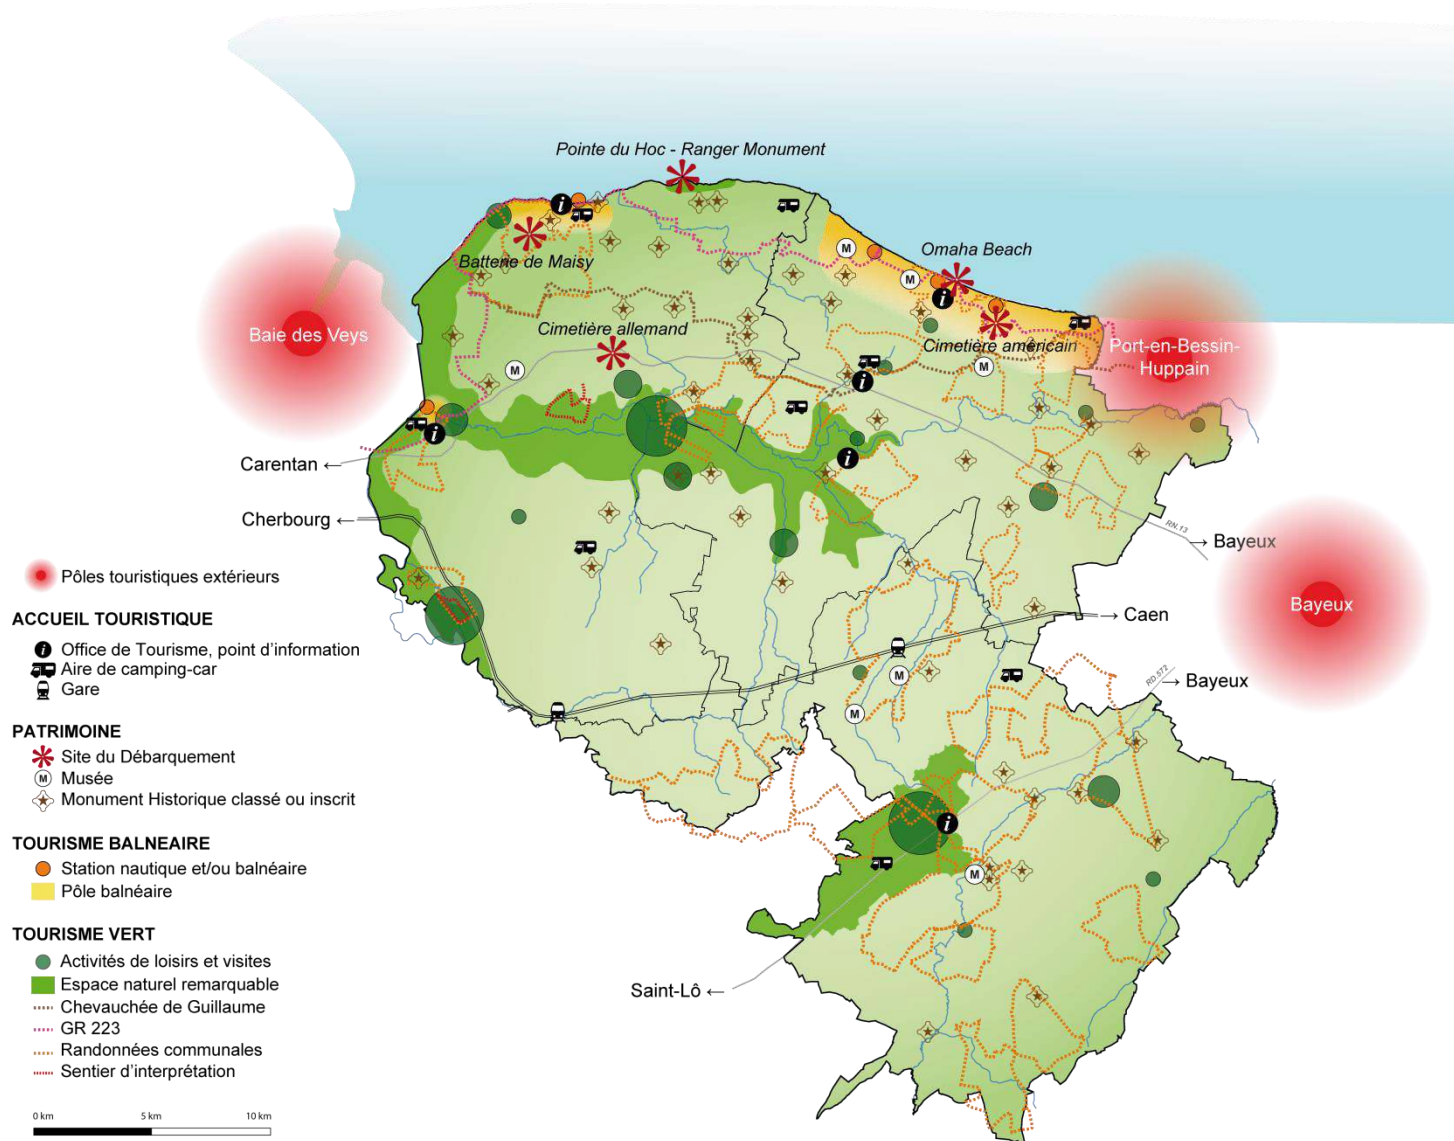 Pointe du Hoc - Ranger Monument
Batterie de Maisy
Omaha Beach
Baie des Veys
Cimetière allemand
Cimetière américain
Port-en-Bessin-
Huppain
Carentan ←
Cherbourg ←
RN.13
→ Bayeux
Bayeux
→ Caen
RD.572
→ Bayeux
Saint-Lô ←
Pôles touristiques extérieurs
ACCUEIL TOURISTIQUE
i Office de Tourisme, point d'information
Aire de camping-car
Gare
PATRIMOINE
Site du Débarquement
M Musée
Monument Historique classé ou inscrit
TOURISME BALNEAIRE
Station nautique et/ou balnéaire
Pôle balnéaire
TOURISME VERT
Activités de loisirs et visites
Espace naturel remarquable
Chevauchée de Guillaume
GR 223
Randonnées communales
Sentier d'interprétation
0 km 5 km 10 km